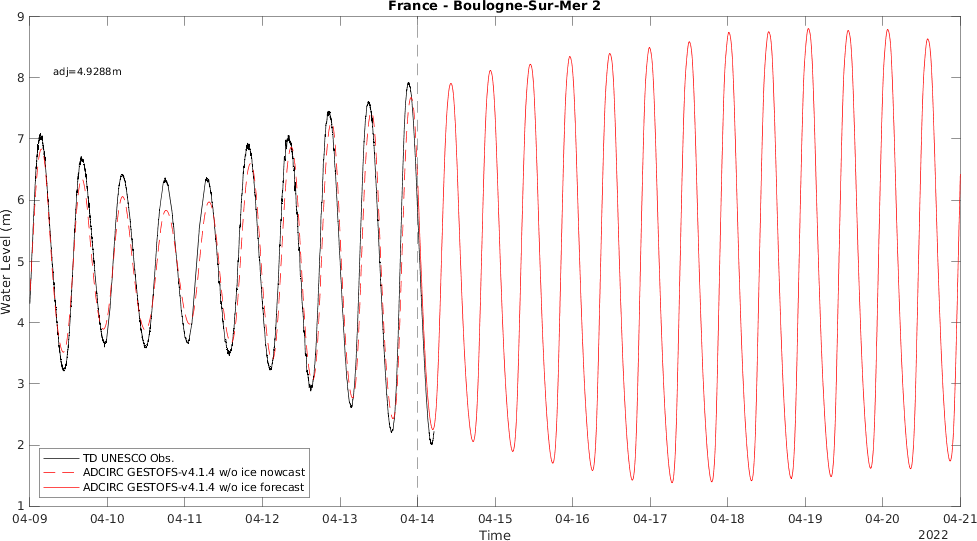 France - Boulogne-Sur-Mer 2
9
8
7
6
5
4
3
2
1
Water Level (m)
adj=4.9288m
TD UNESCO Obs.
ADCIRC GESTOFS-v4.1.4 w/o ice nowcast
ADCIRC GESTOFS-v4.1.4 w/o ice forecast
04-09 04-10 04-11 04-12 04-13 04-14 04-15 04-16 04-17 04-18 04-19 04-20 04-21
Time
2022